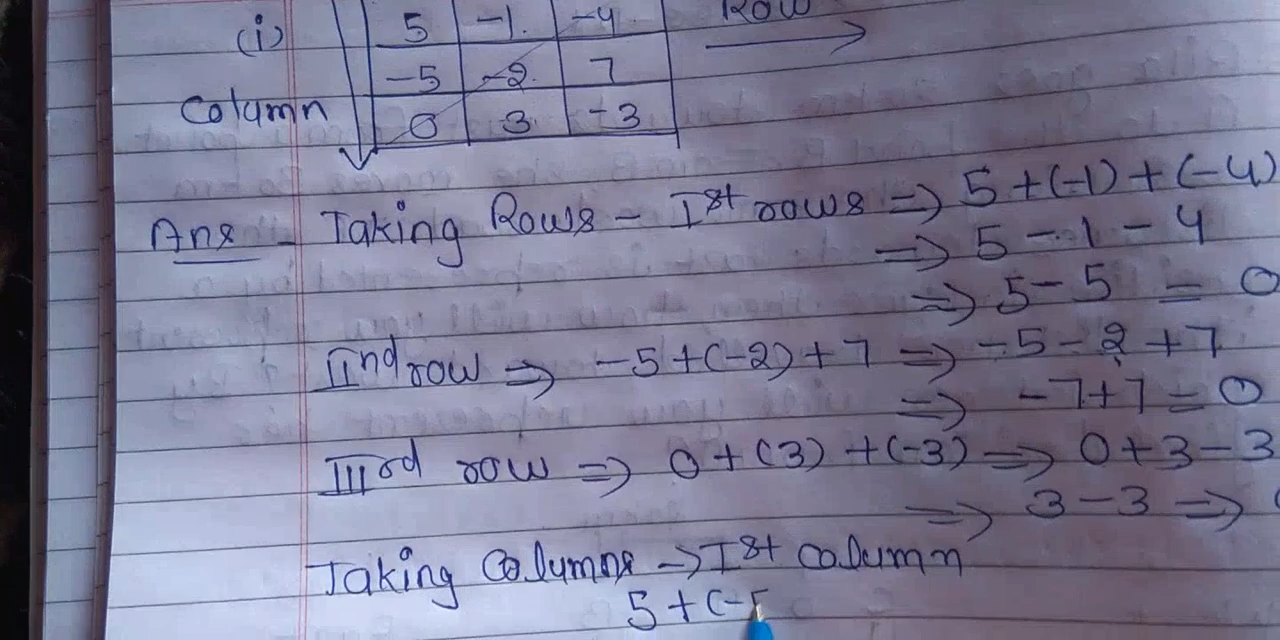 (i) 5 -1 -4 Row
-5 -2 7
Column 0 3 -3
Ans - Taking Rows - Ist rows => 5+(-1)+(-4)
=> 5-1-4
=> 5-5 = 0
IInd row => -5+(-2)+7 => -5-2+7
=> -7+7=0
IIIrd row => 0+(3)+(-3) => 0+3-3
=> 3-3 =>
Taking Columns -> Ist column
5+(-5